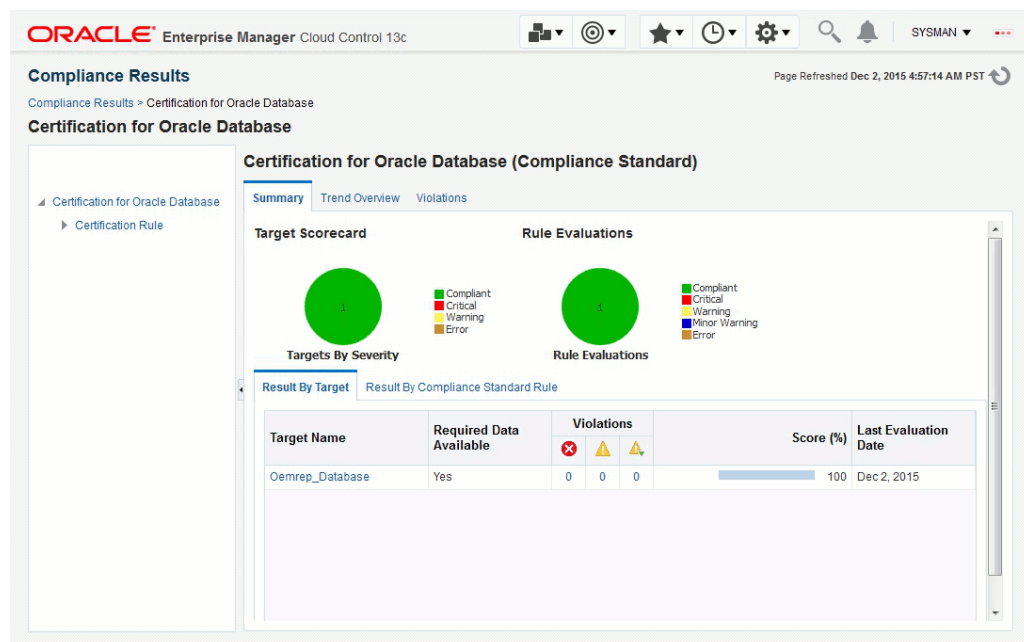 ORACLE® Enterprise Manager Cloud Control 13c
SYSMAN
Compliance Results
Page Refreshed Dec 2, 2015 4:57:14 AM PST
Compliance Results > Certification for Oracle Database
Certification for Oracle Database
Certification for Oracle Database
Certification Rule
Certification for Oracle Database (Compliance Standard)
Summary
Trend Overview
Violations
Target Scorecard
1
Compliant
Critical
Warning
Error
Targets By Severity
Rule Evaluations
1
Compliant
Critical
Warning
Minor Warning
Error
Rule Evaluations
Result By Target
Result By Compliance Standard Rule
Target Name
Required Data
Available
Violations
Score (%)
Last Evaluation
Date
Oemrep_Database Yes 0 0 0 100 Dec 2, 2015